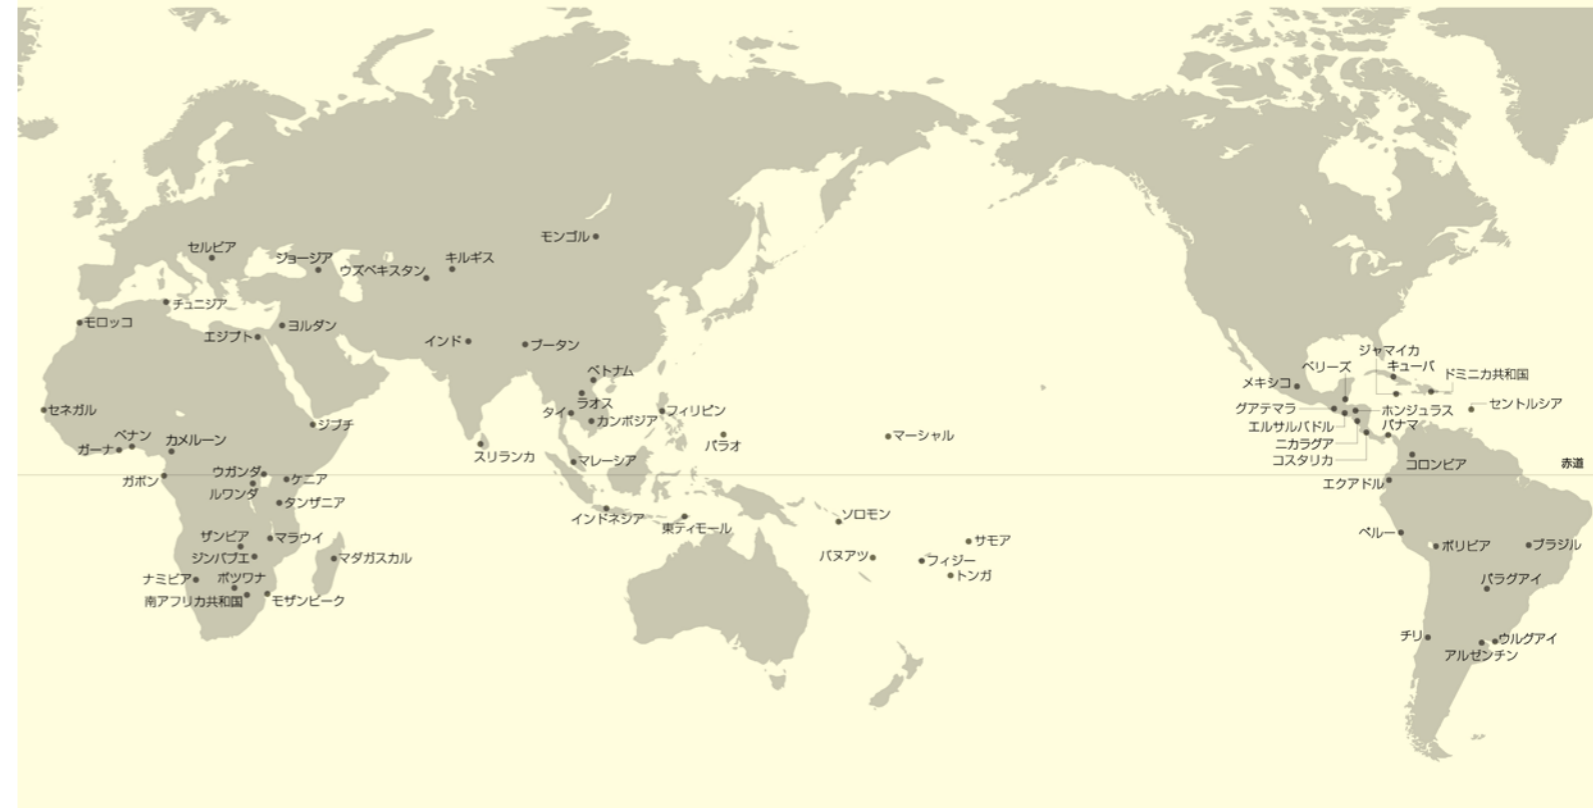 モンゴル
セルビア
ジョージア
キルギス
ウズベキスタン
チュニジア
モロッコ
エジプト
ヨルダン
インド
ブータン
ベトナム
ラオス
タイ
カンボジア
フィリピン
パラオ
マーシャル
スリランカ
マレーシア
セネガル
ジブチ
ベナン
ガーナ
カメルーン
ガボン
ウガンダ
ケニア
ルワンダ
タンザニア
インドネシア
東ティモール
ソロモン
ザンビア
マラウイ
ジンバブエ
マダガスカル
ナミビア
ボツワナ
南アフリカ共和国
モザンビーク
バヌアツ
サモア
フィジー
トンガ
ジャマイカ
ベリーズ
キューバ
ドミニカ共和国
メキシコ
グアテマラ
ホンジュラス
セントルシア
エルサルバドル
パナマ
ニカラグア
コスタリカ
コロンビア
赤道
エクアドル
ペルー
ボリビア
ブラジル
パラグアイ
チリ
ウルグアイ
アルゼンチン